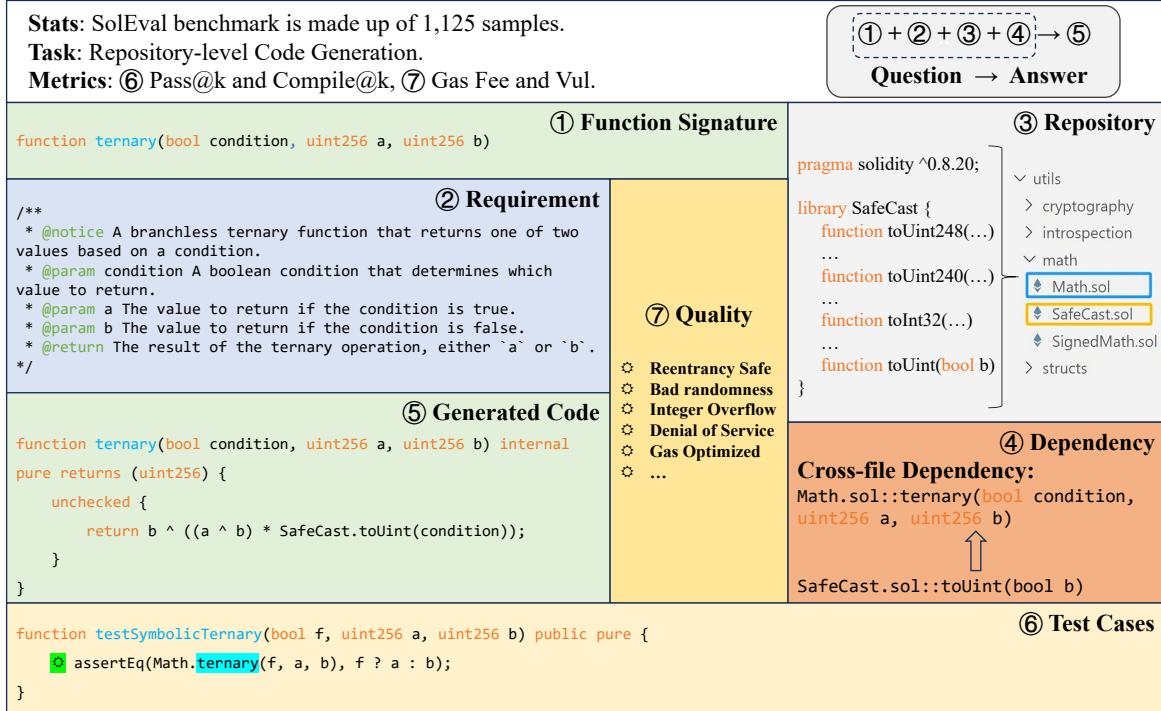 Stats: SolEval benchmark is made up of 1,125 samples.
Task: Repository-level Code Generation.
Metrics: ⑥ Pass@k and Compile@k, ⑦ Gas Fee and Vul.
① + ② + ③ + ④ → ⑤
Question → Answer
① Function Signature
function ternary(bool condition, uint256 a, uint256 b)
② Requirement
/**
 * @notice A branchless ternary function that returns one of two
values based on a condition.
 * @param condition A boolean condition that determines which
value to return.
 * @param a The value to return if the condition is true.
 * @param b The value to return if the condition is false.
 * @return The result of the ternary operation, either `a` or `b`.
*/
③ Repository
pragma solidity ^0.8.20;
library SafeCast {
function toUint248(…)
…
function toUint240(…)
…
function toInt32(…)
…
function toUint(bool b)
}
utils
cryptography
introspection
math
Math.sol
SafeCast.sol
SignedMath.sol
structs
⑦ Quality
Reentrancy Safe
Bad randomness
Integer Overflow
Denial of Service
Gas Optimized
…
⑤ Generated Code
function ternary(bool condition, uint256 a, uint256 b) internal
pure returns (uint256) {
unchecked {
return b ^ ((a ^ b) * SafeCast.toUint(condition));
}
}
④ Dependency
Cross-file Dependency:
Math.sol::ternary(bool condition,
uint256 a, uint256 b)
SafeCast.sol::toUint(bool b)
⑥ Test Cases
function testSymbolicTernary(bool f, uint256 a, uint256 b) public pure {
assertEq(Math.ternary(f, a, b), f ? a : b);
}